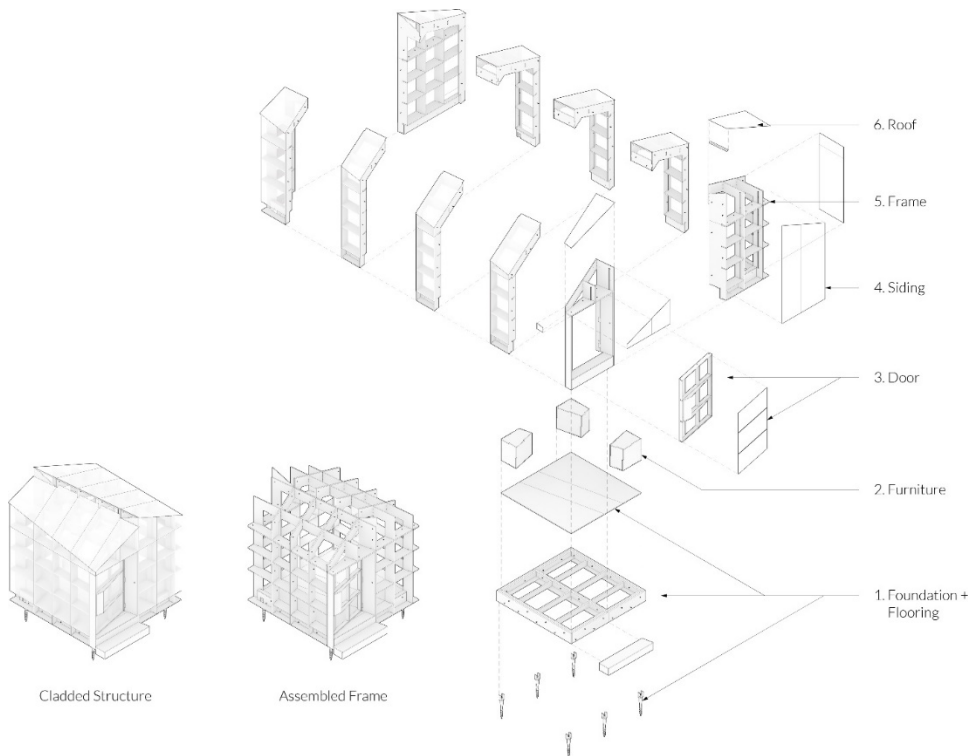 6. Roof
5. Frame
4. Siding
3. Door
2. Furniture
1. Foundation +
Flooring
Cladded Structure
Assembled Frame